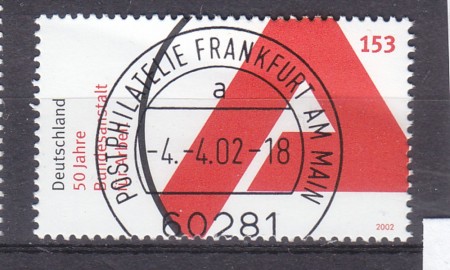 153
Deutschland
50 Jahre
Bundesanstalt
für Arbeit
2002
POSTPHILATELIE FRANKFURT AM MAIN
a
-4.-4.02-18
60281